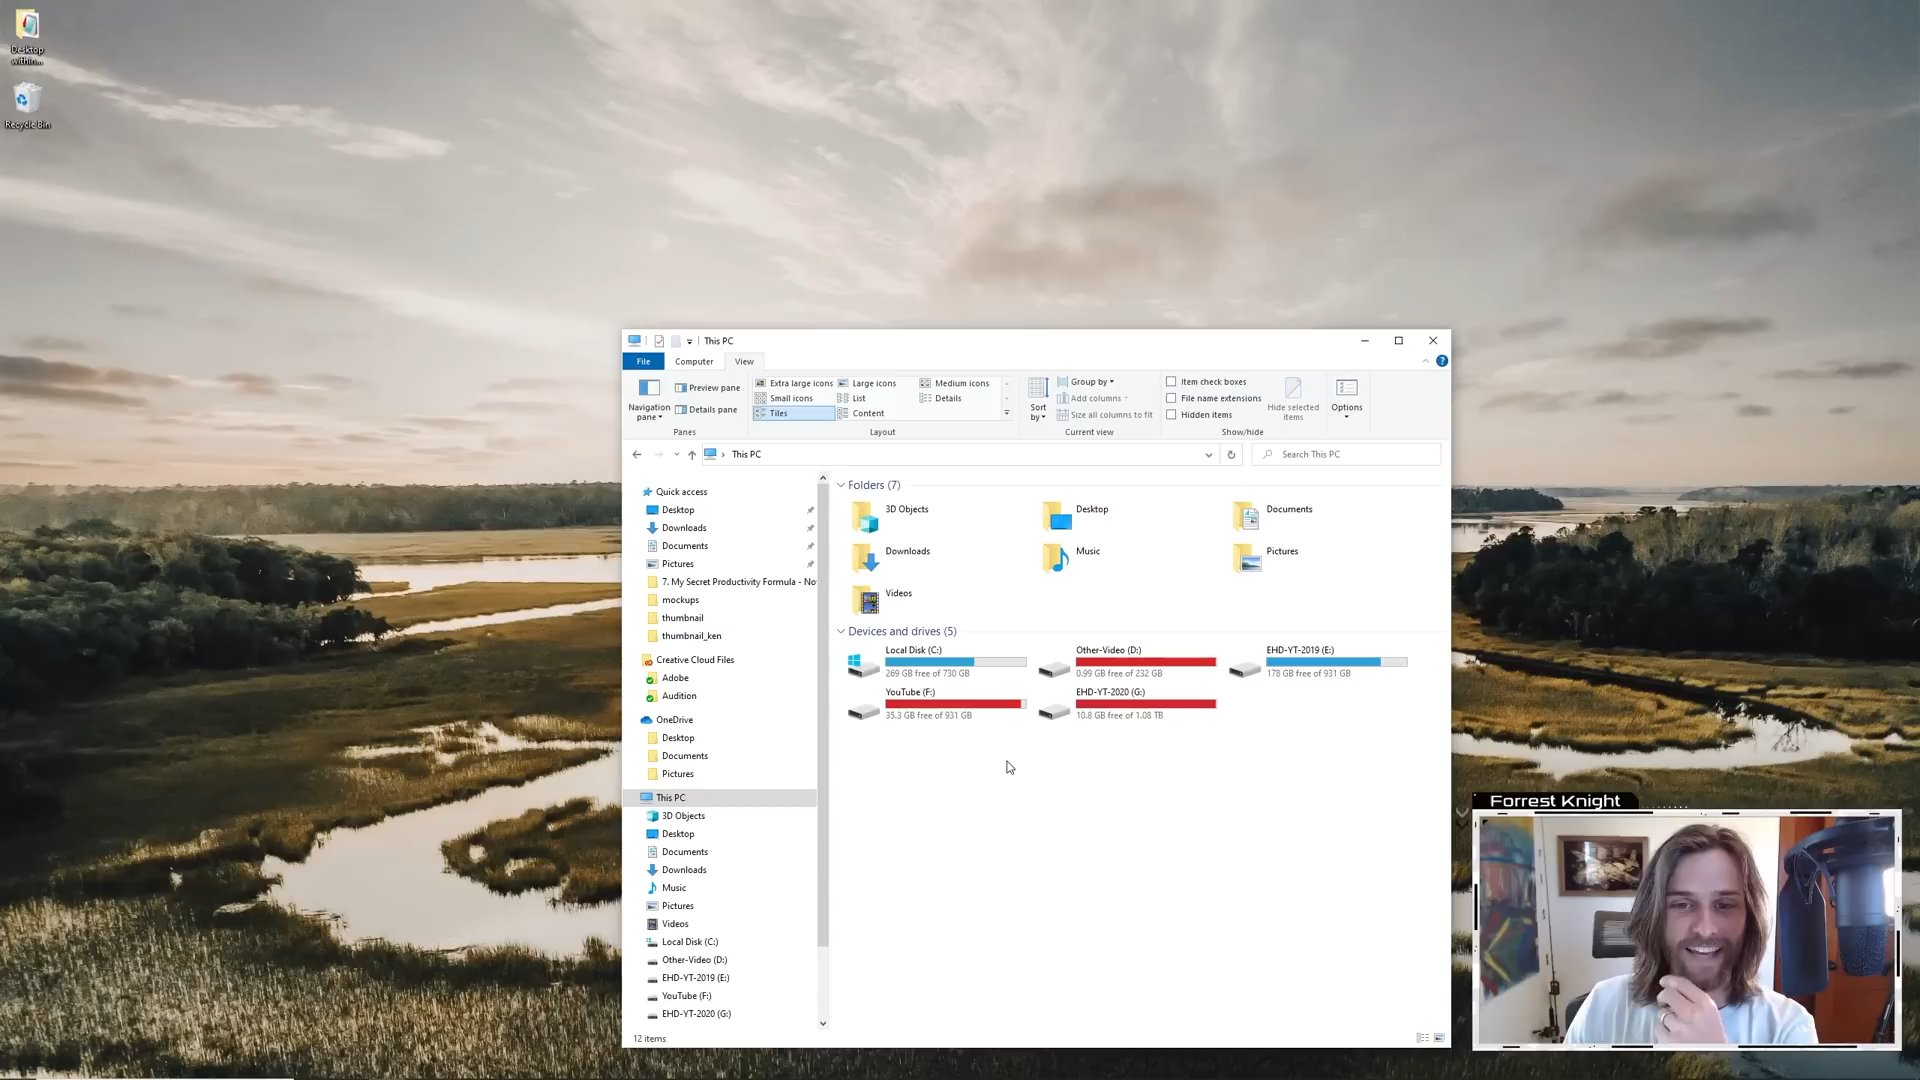 Desktop
within...
Recycle Bin
This PC
File
Computer
View
Navigation
pane
Preview pane
Details pane
Panes
Extra large icons
Large icons
Medium icons
Small icons
List
Details
Tiles
Content
Layout
Sort
by
Group by
Add columns
Size all columns to fit
Current view
Item check boxes
File name extensions
Hidden items
Hide selected
items
Show/hide
Options
This PC
Search This PC
Quick access
Desktop
Downloads
Documents
Pictures
7. My Secret Productivity Formula - No
mockups
thumbnail
thumbnail_ken
Creative Cloud Files
Adobe
Audition
OneDrive
Desktop
Documents
Pictures
This PC
3D Objects
Desktop
Documents
Downloads
Music
Pictures
Videos
Local Disk (C:)
Other-Video (D:)
EHD-YT-2019 (E:)
YouTube (F:)
EHD-YT-2020 (G:)
Folders (7)
3D Objects
Desktop
Documents
Downloads
Music
Pictures
Videos
Devices and drives (5)
Local Disk (C:)
269 GB free of 730 GB
Other-Video (D:)
0.99 GB free of 232 GB
EHD-YT-2019 (E:)
178 GB free of 931 GB
YouTube (F:)
35.3 GB free of 931 GB
EHD-YT-2020 (G:)
10.8 GB free of 1.08 TB
12 items
Forrest Knight